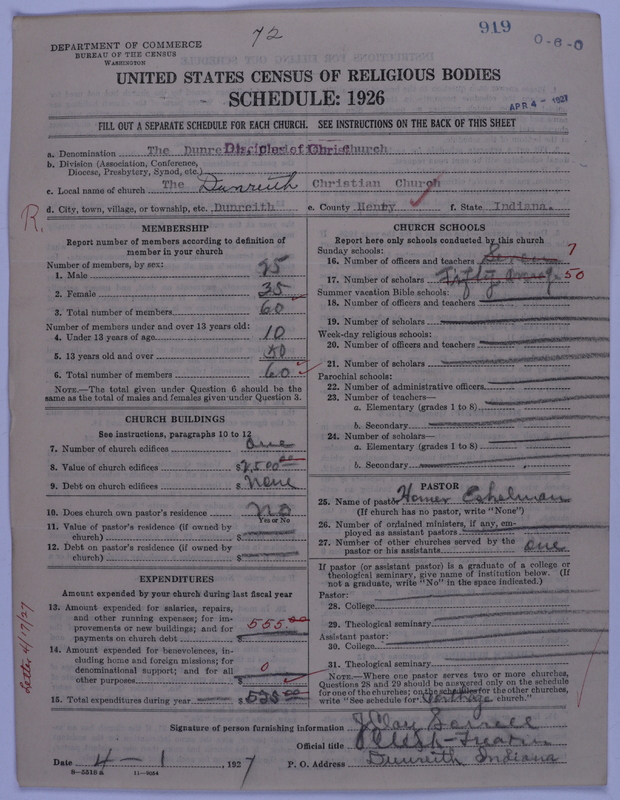 72
919
0-8-0
DEPARTMENT OF COMMERCE
BUREAU OF THE CENSUS
WASHINGTON
UNITED STATES CENSUS OF RELIGIOUS BODIES
SCHEDULE: 1926
APR 4 - 1927
FILL OUT A SEPARATE SCHEDULE FOR EACH CHURCH. SEE INSTRUCTIONS ON THE BACK OF THIS SHEET
a. Denomination The Disciples of Christ Church
b. Division (Association, Conference, Diocese, Presbytery, Synod, etc.)
c. Local name of church The Dunreith Christian Church
d. City, town, village, or township, etc. Dunreith e. County Henry f. State Indiana.
R.
MEMBERSHIP
Report number of members according to definition of member in your church
Number of members, by sex:
1. Male 25
2. Female 35
3. Total number of members 60
Number of members under and over 13 years old:
4. Under 13 years of age 10
5. 13 years old and over 50
6. Total number of members 60
NOTE.—The total given under Question 6 should be the same as the total of males and females given under Question 3.
CHURCH BUILDINGS
See instructions, paragraphs 10 to 12
7. Number of church edifices one
8. Value of church edifices $2,500.00
9. Debt on church edifices $ None
10. Does church own pastor's residence No
Yes or No
11. Value of pastor's residence (if owned by church) $
12. Debt on pastor's residence (if owned by church) $
EXPENDITURES
Amount expended by your church during last fiscal year
13. Amount expended for salaries, repairs, and other running expenses; for improvements or new buildings; and for payments on church debt $ 555.00
14. Amount expended for benevolences, including home and foreign missions; for denominational support; and for all other purposes $ 0
15. Total expenditures during year $
Letter 4/17/27
CHURCH SCHOOLS
Report here only schools conducted by this church
Sunday schools:
16. Number of officers and teachers Seven 7
17. Number of scholars Fifty 50
Summer vacation Bible schools:
18. Number of officers and teachers
19. Number of scholars
Week-day religious schools:
20. Number of officers and teachers
21. Number of scholars
Parochial schools:
22. Number of administrative officers
23. Number of teachers—
a. Elementary (grades 1 to 8)
b. Secondary
24. Number of scholars—
a. Elementary (grades 1 to 8)
b. Secondary
PASTOR
25. Name of pastor Homer Eshelman
(If church has no pastor, write "None")
26. Number of ordained ministers, if any, employed as assistant pastors
27. Number of other churches served by the pastor or his assistants one
If pastor (or assistant pastor) is a graduate of a college or theological seminary, give name of institution below. (If not a graduate, write "No" in the space indicated.)
Pastor:
28. College
29. Theological seminary
Assistant pastor:
30. College
31. Theological seminary
NOTE.—Where one pastor serves two or more churches, Questions 28 and 29 should be answered only on the schedule for one of the churches; on the schedules for the other churches, write "See schedule for church."
Signature of person furnishing information J Clay
Official title Clerk-
Date 4-1, 1927 P. O. Address Dunreith Indiana
8-5518 a 11-8084